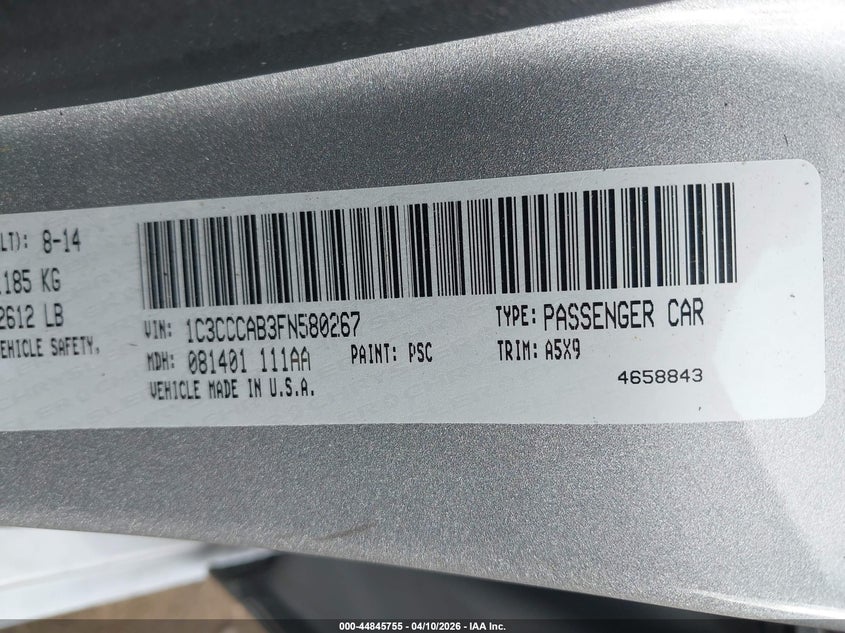 LT): 8-14
185 KG
2612 LB
EHICLE SAFETY,
VIN: 1C3CCCAB3FN580267
TYPE: PASSENGER CAR
MDH: 081401 111AA
PAINT: PSC
TRIM: A5X9
VEHICLE MADE IN U.S.A.
4658843
000-44845755 — 04/10/2026 — IAA Inc.